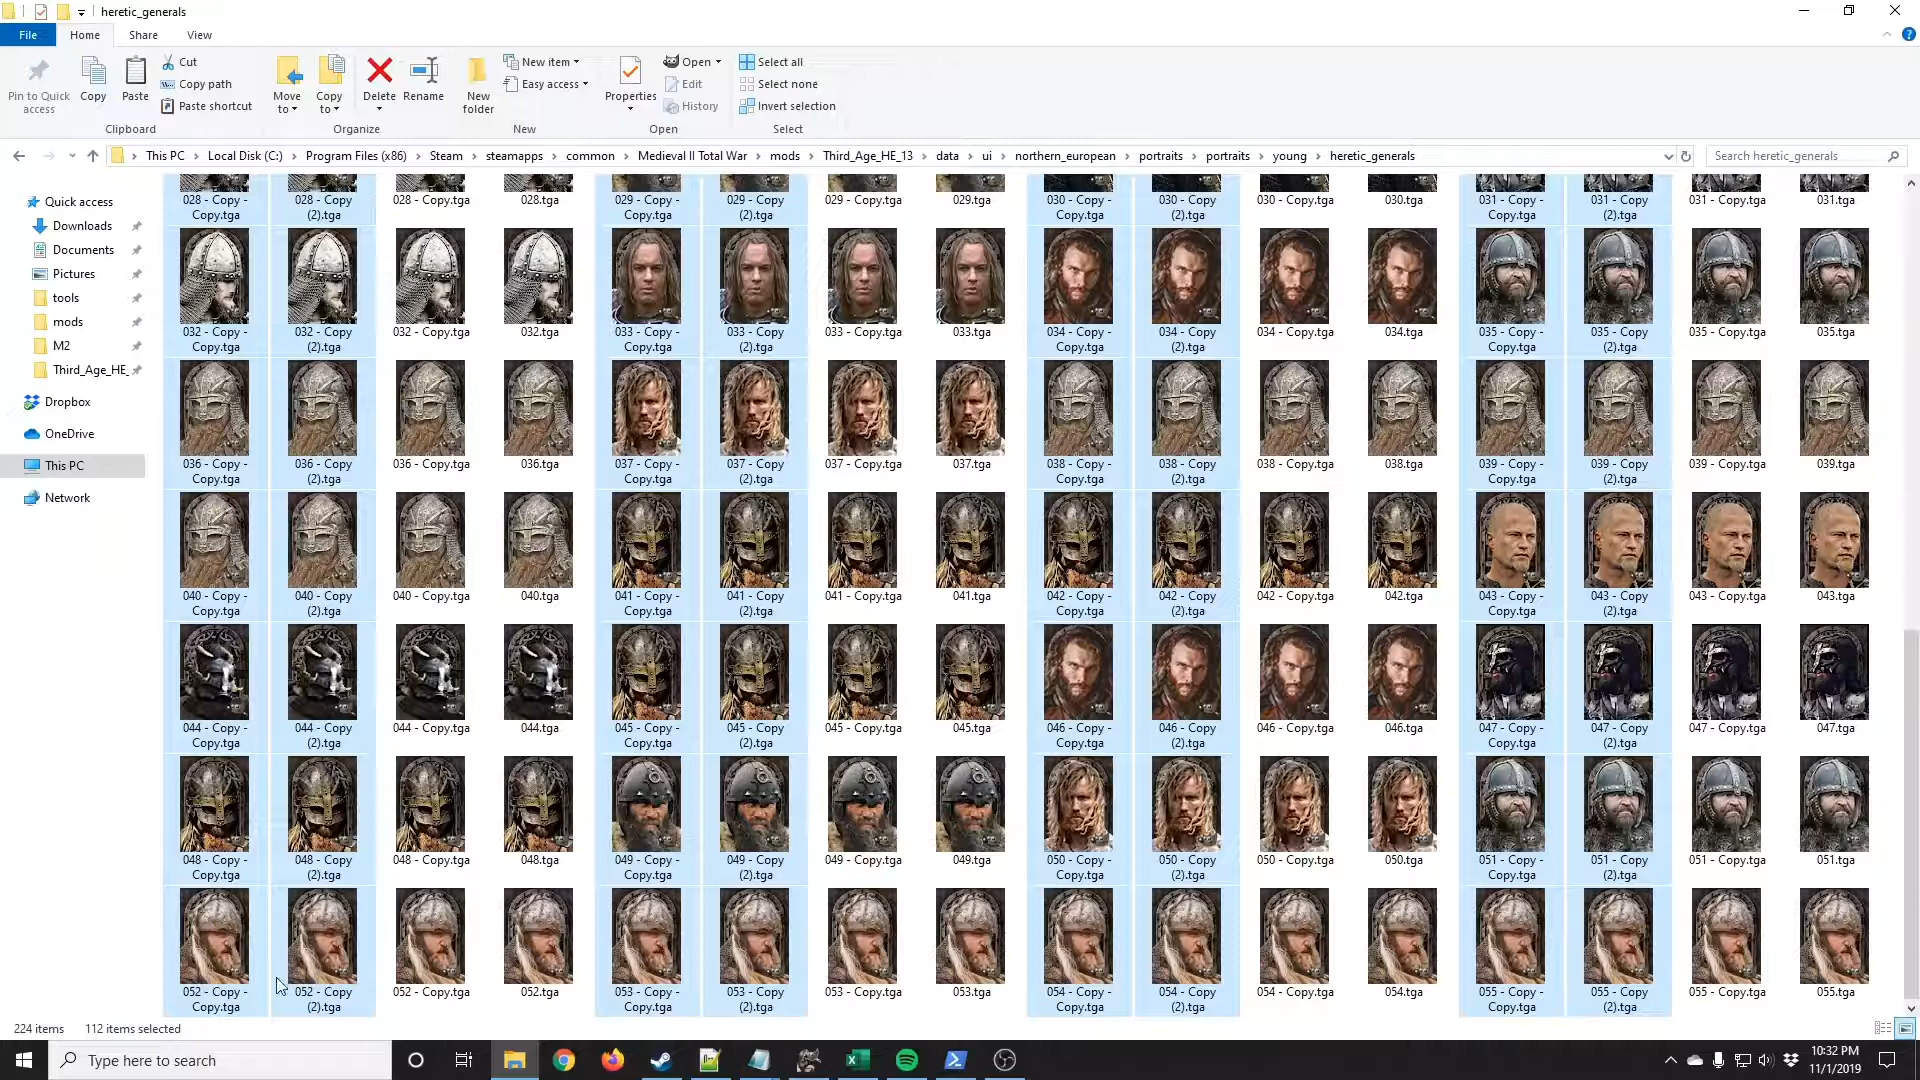 heretic_generals
File
Home
Share
View
Pin to Quick access
Copy
Paste
Cut
Copy path
Paste shortcut
Clipboard
Move to
Copy to
Delete
Rename
Organize
New folder
New item
Easy access
New
Properties
Open
Edit
History
Open
Select all
Select none
Invert selection
Select
This PC > Local Disk (C:) > Program Files (x86) > Steam > steamapps > common > Medieval II Total War > mods > Third_Age_HE_13 > data > ui > northern_european > portraits > portraits > young > heretic_generals
Search heretic_generals
Quick access
Downloads
Documents
Pictures
tools
mods
M2
Third_Age_HE_
Dropbox
OneDrive
This PC
Network
028 - Copy - Copy.tga
028 - Copy (2).tga
028 - Copy.tga
028.tga
029 - Copy - Copy.tga
029 - Copy (2).tga
029 - Copy.tga
029.tga
030 - Copy - Copy.tga
030 - Copy (2).tga
030 - Copy.tga
030.tga
031 - Copy - Copy.tga
031 - Copy (2).tga
031 - Copy.tga
031.tga
032 - Copy - Copy.tga
032 - Copy (2).tga
032 - Copy.tga
032.tga
033 - Copy - Copy.tga
033 - Copy (2).tga
033 - Copy.tga
033.tga
034 - Copy - Copy.tga
034 - Copy (2).tga
034 - Copy.tga
034.tga
035 - Copy - Copy.tga
035 - Copy (2).tga
035 - Copy.tga
035.tga
036 - Copy - Copy.tga
036 - Copy (2).tga
036 - Copy.tga
036.tga
037 - Copy - Copy.tga
037 - Copy (2).tga
037 - Copy.tga
037.tga
038 - Copy - Copy.tga
038 - Copy (2).tga
038 - Copy.tga
038.tga
039 - Copy - Copy.tga
039 - Copy (2).tga
039 - Copy.tga
039.tga
040 - Copy - Copy.tga
040 - Copy (2).tga
040 - Copy.tga
040.tga
041 - Copy - Copy.tga
041 - Copy (2).tga
041 - Copy.tga
041.tga
042 - Copy - Copy.tga
042 - Copy (2).tga
042 - Copy.tga
042.tga
043 - Copy - Copy.tga
043 - Copy (2).tga
043 - Copy.tga
043.tga
044 - Copy - Copy.tga
044 - Copy (2).tga
044 - Copy.tga
044.tga
045 - Copy - Copy.tga
045 - Copy (2).tga
045 - Copy.tga
045.tga
046 - Copy - Copy.tga
046 - Copy (2).tga
046 - Copy.tga
046.tga
047 - Copy - Copy.tga
047 - Copy (2).tga
047 - Copy.tga
047.tga
048 - Copy - Copy.tga
048 - Copy (2).tga
048 - Copy.tga
048.tga
049 - Copy - Copy.tga
049 - Copy (2).tga
049 - Copy.tga
049.tga
050 - Copy - Copy.tga
050 - Copy (2).tga
050 - Copy.tga
050.tga
051 - Copy - Copy.tga
051 - Copy (2).tga
051 - Copy.tga
051.tga
052 - Copy - Copy.tga
052 - Copy (2).tga
052 - Copy.tga
052.tga
053 - Copy - Copy.tga
053 - Copy (2).tga
053 - Copy.tga
053.tga
054 - Copy - Copy.tga
054 - Copy (2).tga
054 - Copy.tga
054.tga
055 - Copy - Copy.tga
055 - Copy (2).tga
055 - Copy.tga
055.tga
224 items
112 items selected
Type here to search
10:32 PM
11/1/2019